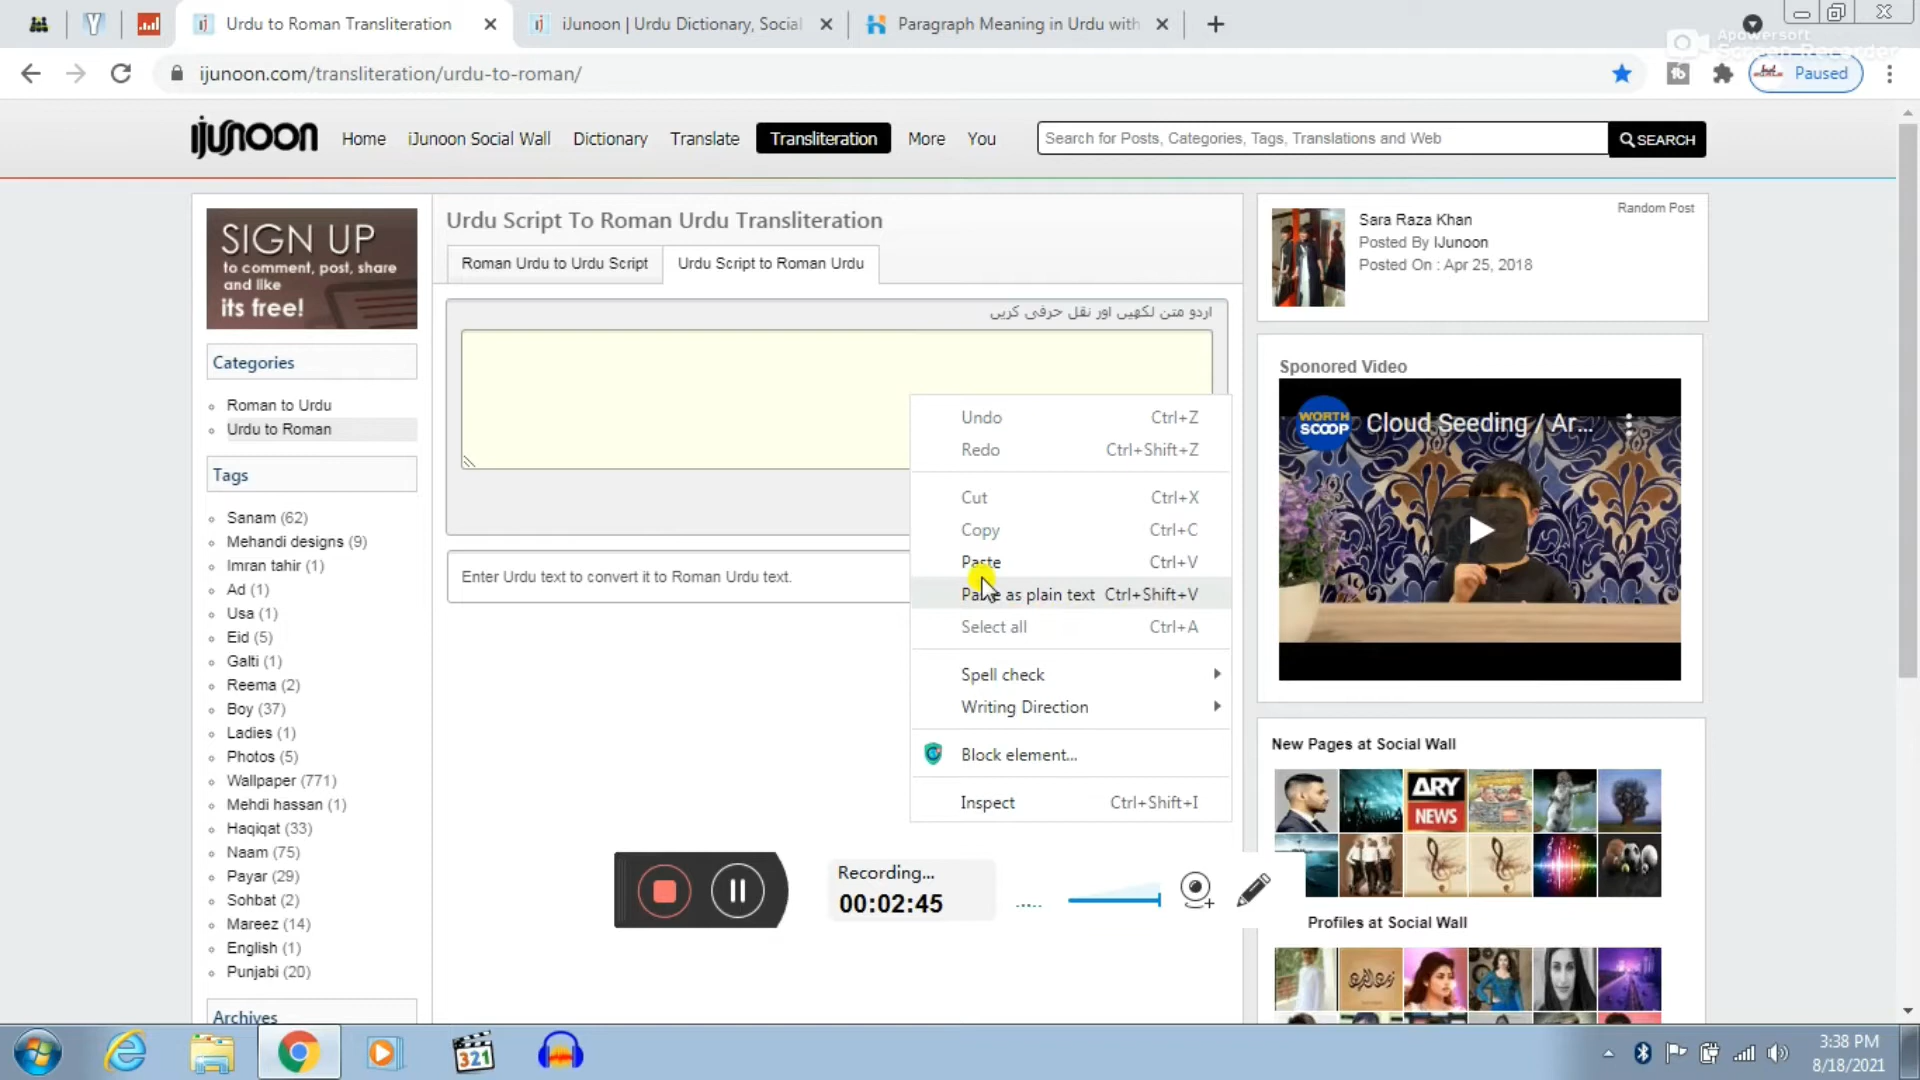 Urdu to Roman Transliteration
iJunoon | Urdu Dictionary, Social
Paragraph Meaning in Urdu with
Apowersoft
Screen Recorder
ijunoon.com/transliteration/urdu-to-roman/
Paused
ijunoon
Home
iJunoon Social Wall
Dictionary
Translate
Transliteration
More
You
Search for Posts, Categories, Tags, Translations and Web
SEARCH
SIGN UP
to comment, post, share
and like
its free!
Categories
Roman to Urdu
Urdu to Roman
Tags
Sanam (62)
Mehandi designs (9)
Imran tahir (1)
Ad (1)
Usa (1)
Eid (5)
Galti (1)
Reema (2)
Boy (37)
Ladies (1)
Photos (5)
Wallpaper (771)
Mehdi hassan (1)
Haqiqat (33)
Naam (75)
Payar (29)
Sohbat (2)
Mareez (14)
English (1)
Punjabi (20)
Archives
Urdu Script To Roman Urdu Transliteration
Roman Urdu to Urdu Script
Urdu Script to Roman Urdu
اردو متن لکھیں اور نقل حرفی کریں
Enter Urdu text to convert it to Roman Urdu text.
Undo Ctrl+Z
Redo Ctrl+Shift+Z
Cut Ctrl+X
Copy Ctrl+C
Paste Ctrl+V
Paste as plain text Ctrl+Shift+V
Select all Ctrl+A
Spell check
Writing Direction
Block element...
Inspect Ctrl+Shift+I
Recording...
00:02:45
Random Post
Sara Raza Khan
Posted By IJunoon
Posted On : Apr 25, 2018
Sponored Video
WORTH
SCOOP
Cloud Seeding / Ar...
New Pages at Social Wall
ARY
NEWS
Profiles at Social Wall
321
3:38 PM
8/18/2021